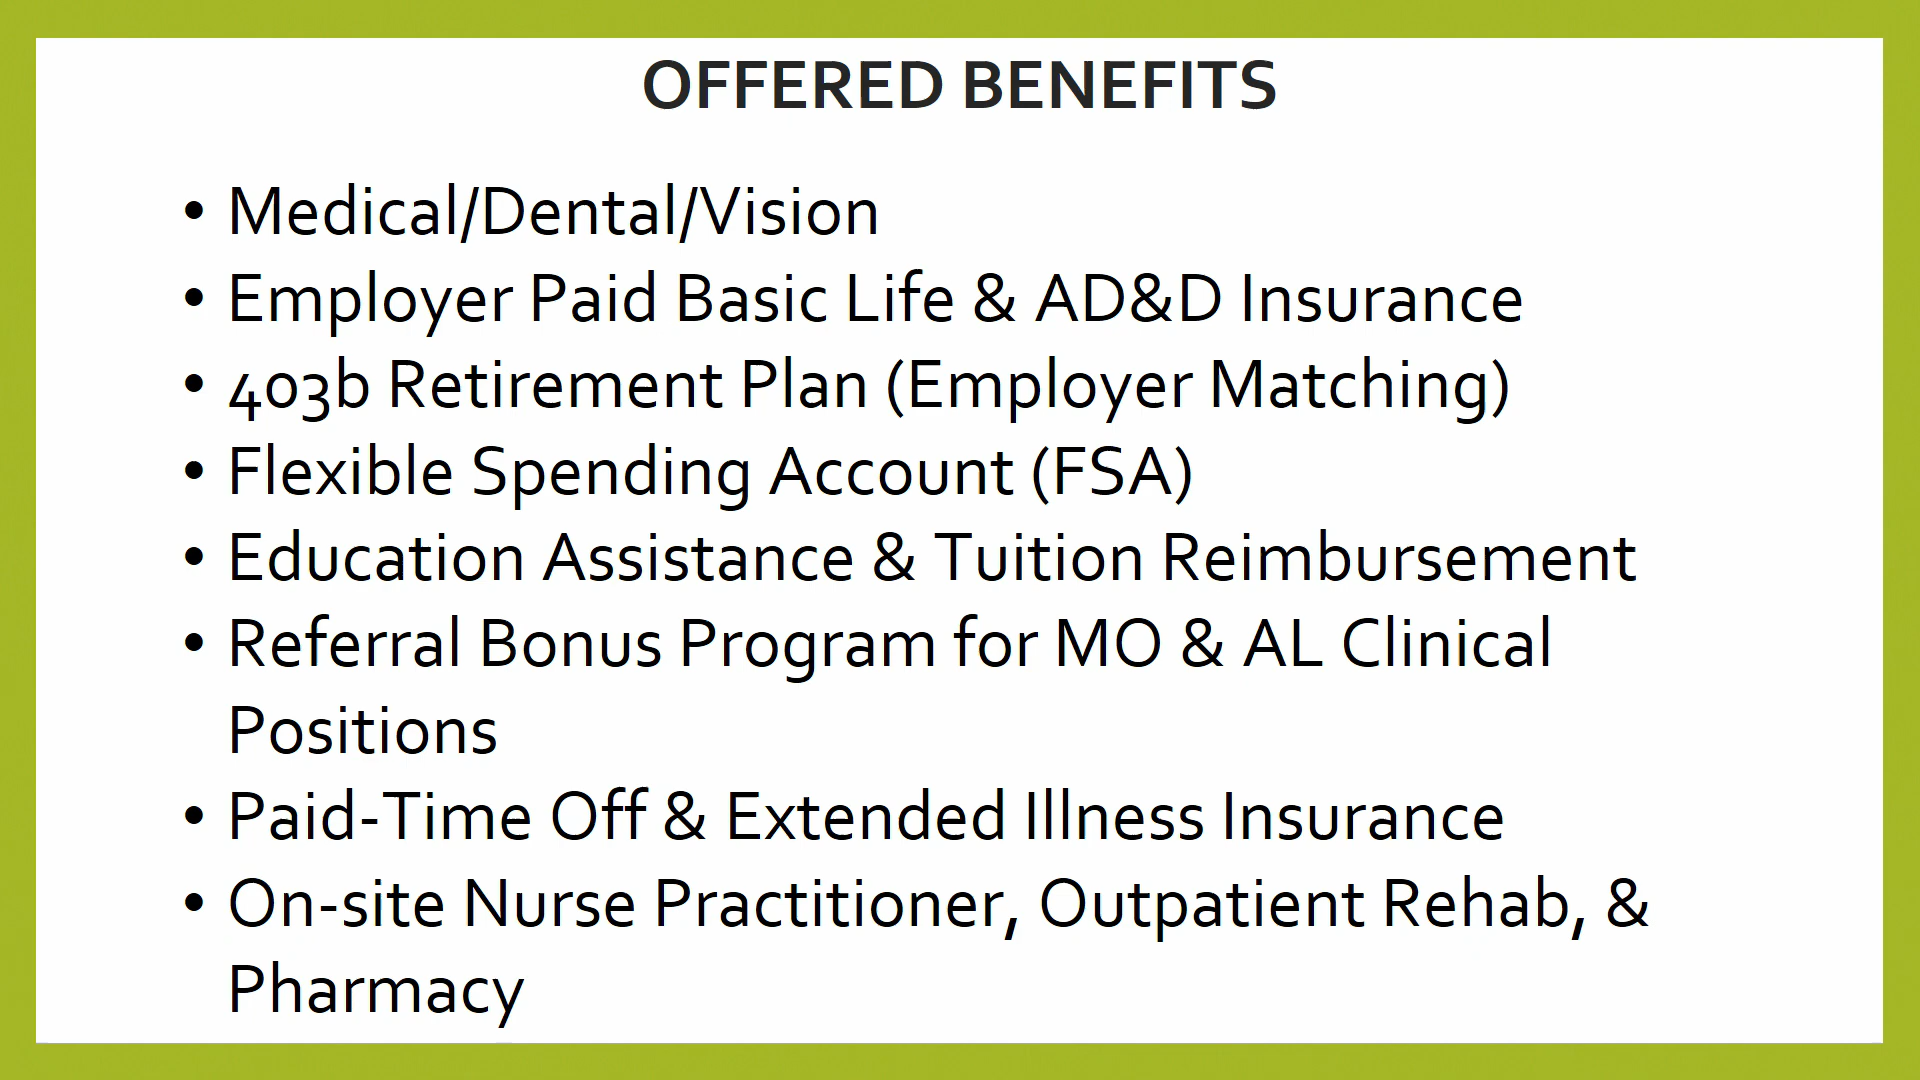 OFFERED BENEFITS
• Medical/Dental/Vision
• Employer Paid Basic Life & AD&D Insurance
• 403b Retirement Plan (Employer Matching)
• Flexible Spending Account (FSA)
• Education Assistance & Tuition Reimbursement
• Referral Bonus Program for MO & AL Clinical
Positions
• Paid-Time Off & Extended Illness Insurance
• On-site Nurse Practitioner, Outpatient Rehab, &
Pharmacy